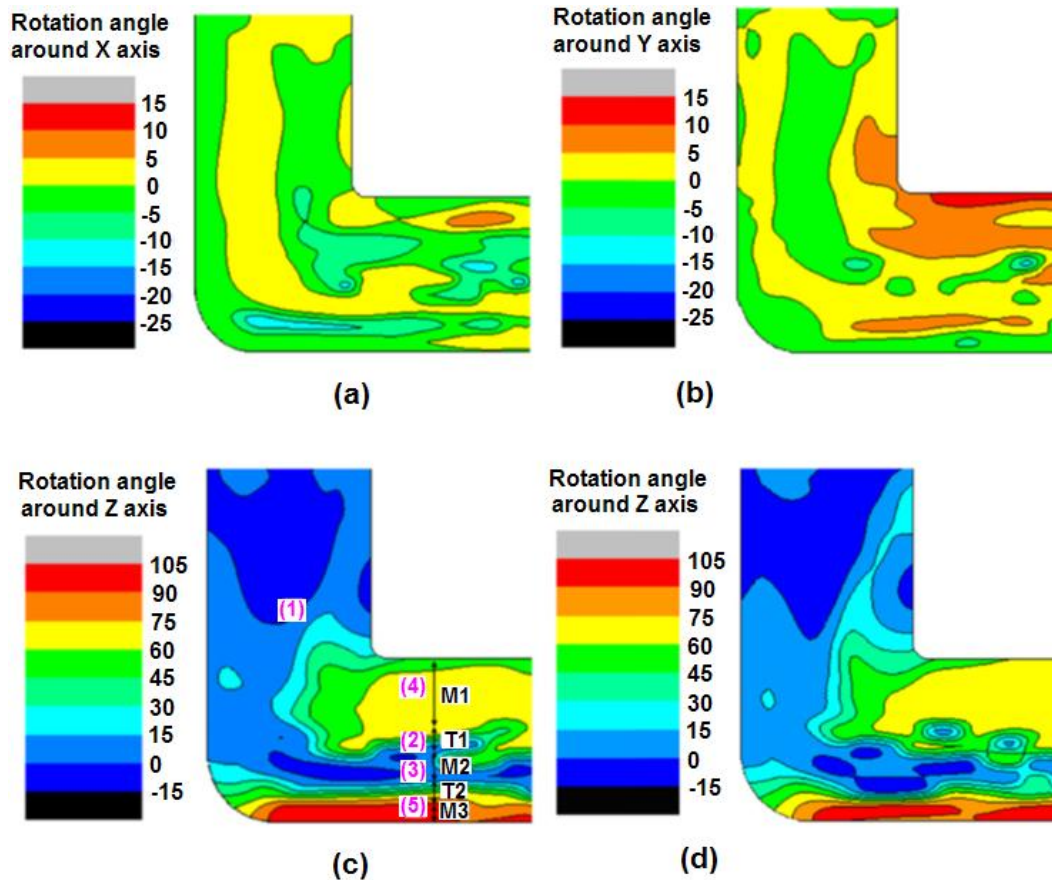 Rotation angle
around X axis
15
10
5
0
-5
-10
-15
-20
-25
(a)
Rotation angle
around Y axis
15
10
5
0
-5
-10
-15
-20
-25
(b)
Rotation angle
around Z axis
105
90
75
60
45
30
15
0
-15
(1)
(4)
M1
(2)
T1
(3)
M2
T2
(5)
M3
(c)
Rotation angle
around Z axis
105
90
75
60
45
30
15
0
-15
(d)